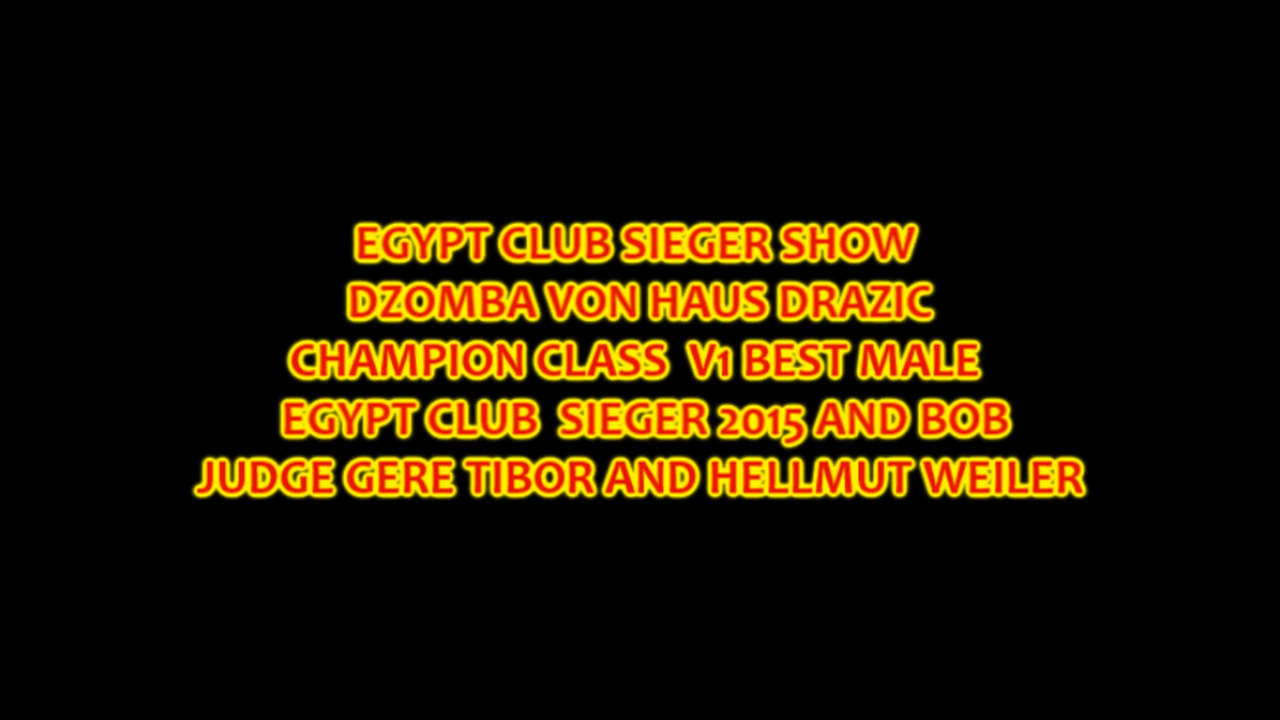 EGYPT CLUB SIEGER SHOW
DZOMBA VON HAUS DRAZIC
CHAMPION CLASS  V1 BEST MALE
EGYPT CLUB  SIEGER 2015 AND BOB
JUDGE GERE TIBOR AND HELLMUT WEILER